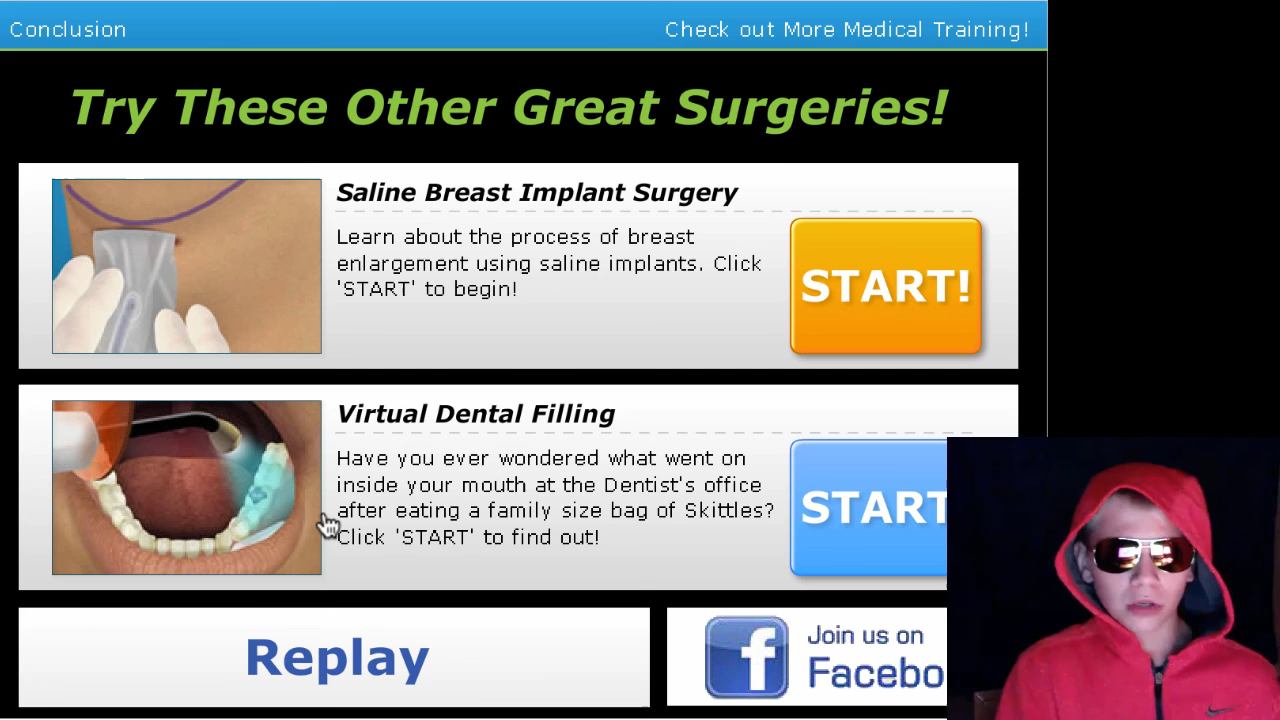 Conclusion
Check out More Medical Training!
Try These Other Great Surgeries!
Saline Breast Implant Surgery
Learn about the process of breast
enlargement using saline implants. Click
'START' to begin!
START!
Virtual Dental Filling
Have you ever wondered what went on
inside your mouth at the Dentist's office
after eating a family size bag of Skittles?
Click 'START' to find out!
START
Replay
f
Join us on
Facebo